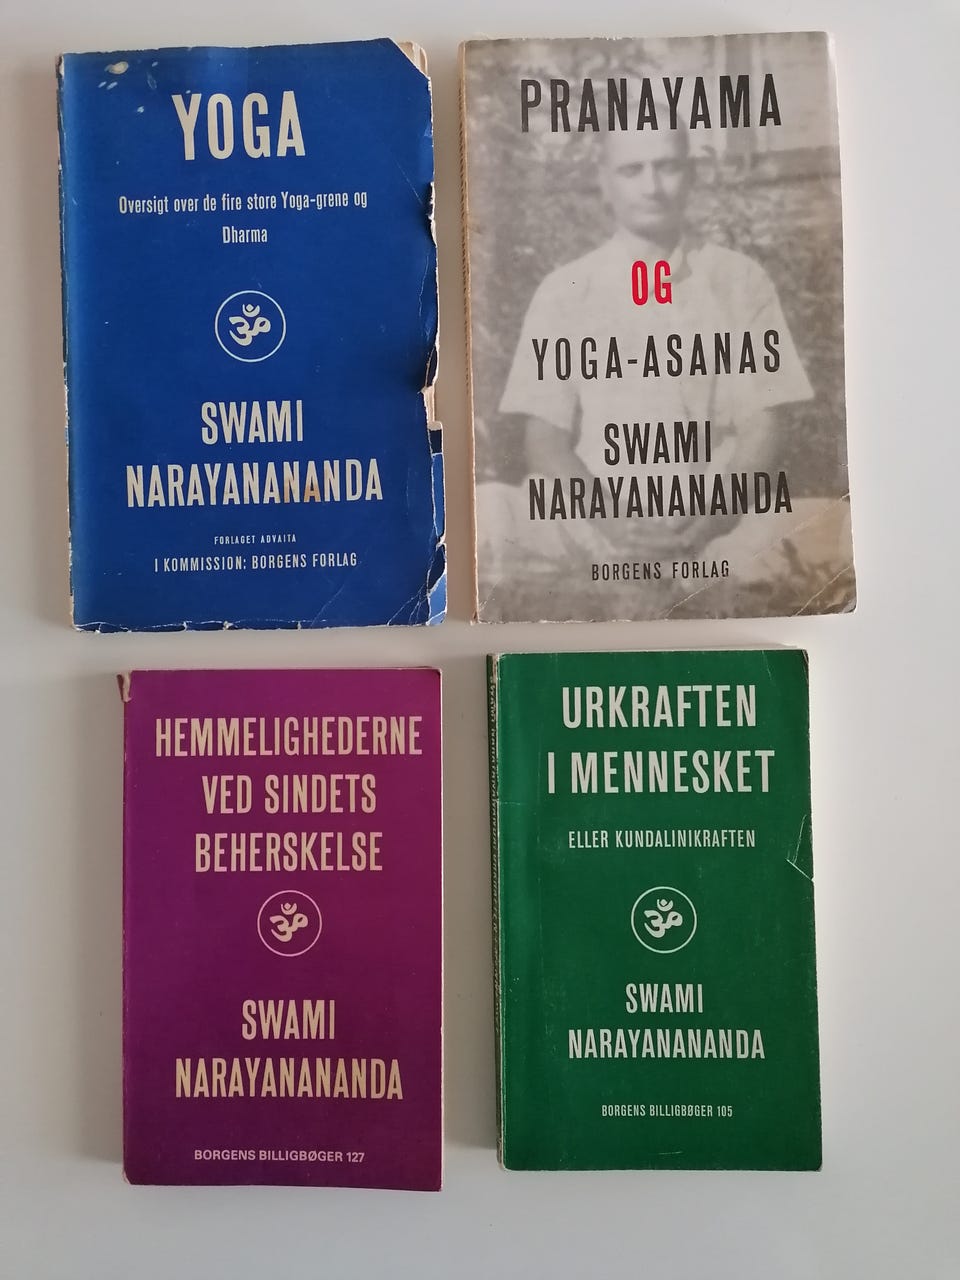 YOGA
Oversigt over de fire store Yoga-grene og
Dharma
ॐ
SWAMI
NARAYANANANDA
FORLAGET ADVAITA
I KOMMISSION: BORGENS FORLAG
PRANAYAMA
OG
YOGA-ASANAS
SWAMI
NARAYANANANDA
BORGENS FORLAG
HEMMELIGHEDERNE
VED SINDETS
BEHERSKELSE
ॐ
SWAMI
NARAYANANANDA
BORGENS BILLIGBØGER 127
URKRAFTEN
I MENNESKET
ELLER KUNDALINIKRAFTEN
ॐ
SWAMI
NARAYANANANDA
BORGENS BILLIGBØGER 105